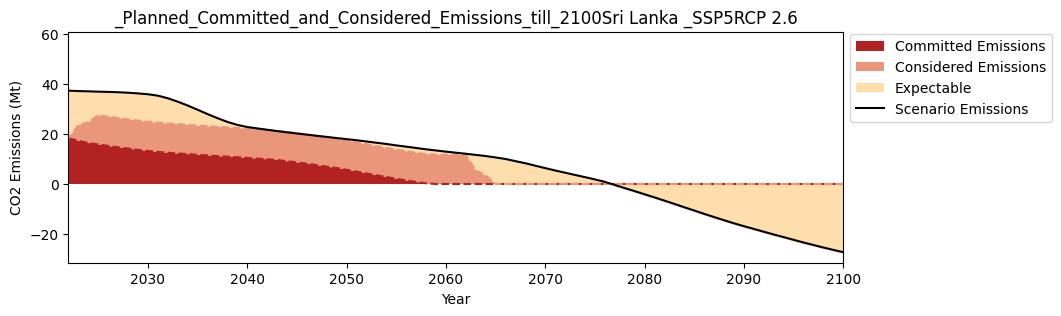 _Planned_Committed_and_Considered_Emissions_till_2100Sri Lanka _SSP5RCP 2.6
60
40
20
0
−20
CO2 Emissions (Mt)
2030 2040 2050 2060 2070 2080 2090 2100
Year
Committed Emissions
Considered Emissions
Expectable
Scenario Emissions